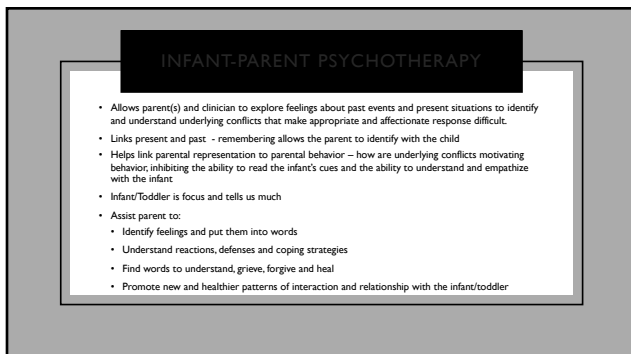 INFANT-PARENT PSYCHOTHERAPY
• Allows parent(s) and clinician to explore feelings about past events and present situations to identify
and understand underlying conflicts that make appropriate and affectionate response difficult.
• Links present and past - remembering allows the parent to identify with the child
• Helps link parental representation to parental behavior – how are underlying conflicts motivating
behavior, inhibiting the ability to read the infant's cues and the ability to understand and empathize
with the infant
• Infant/Toddler is focus and tells us much
• Assist parent to:
• Identify feelings and put them into words
• Understand reactions, defenses and coping strategies
• Find words to understand, grieve, forgive and heal
• Promote new and healthier patterns of interaction and relationship with the infant/toddler